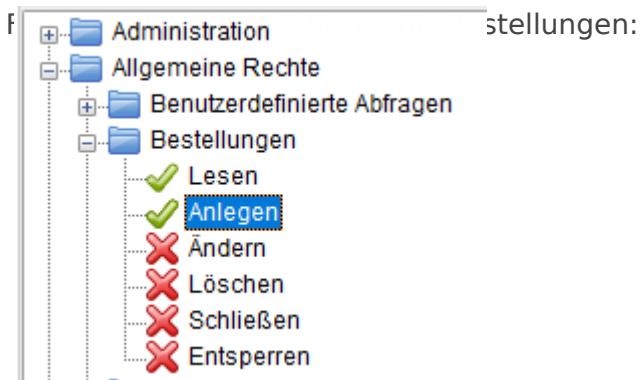 stellungen:
Administration
Allgemeine Rechte
Benutzerdefinierte Abfragen
Bestellungen
Lesen
Anlegen
Ändern
Löschen
Schließen
Entsperren